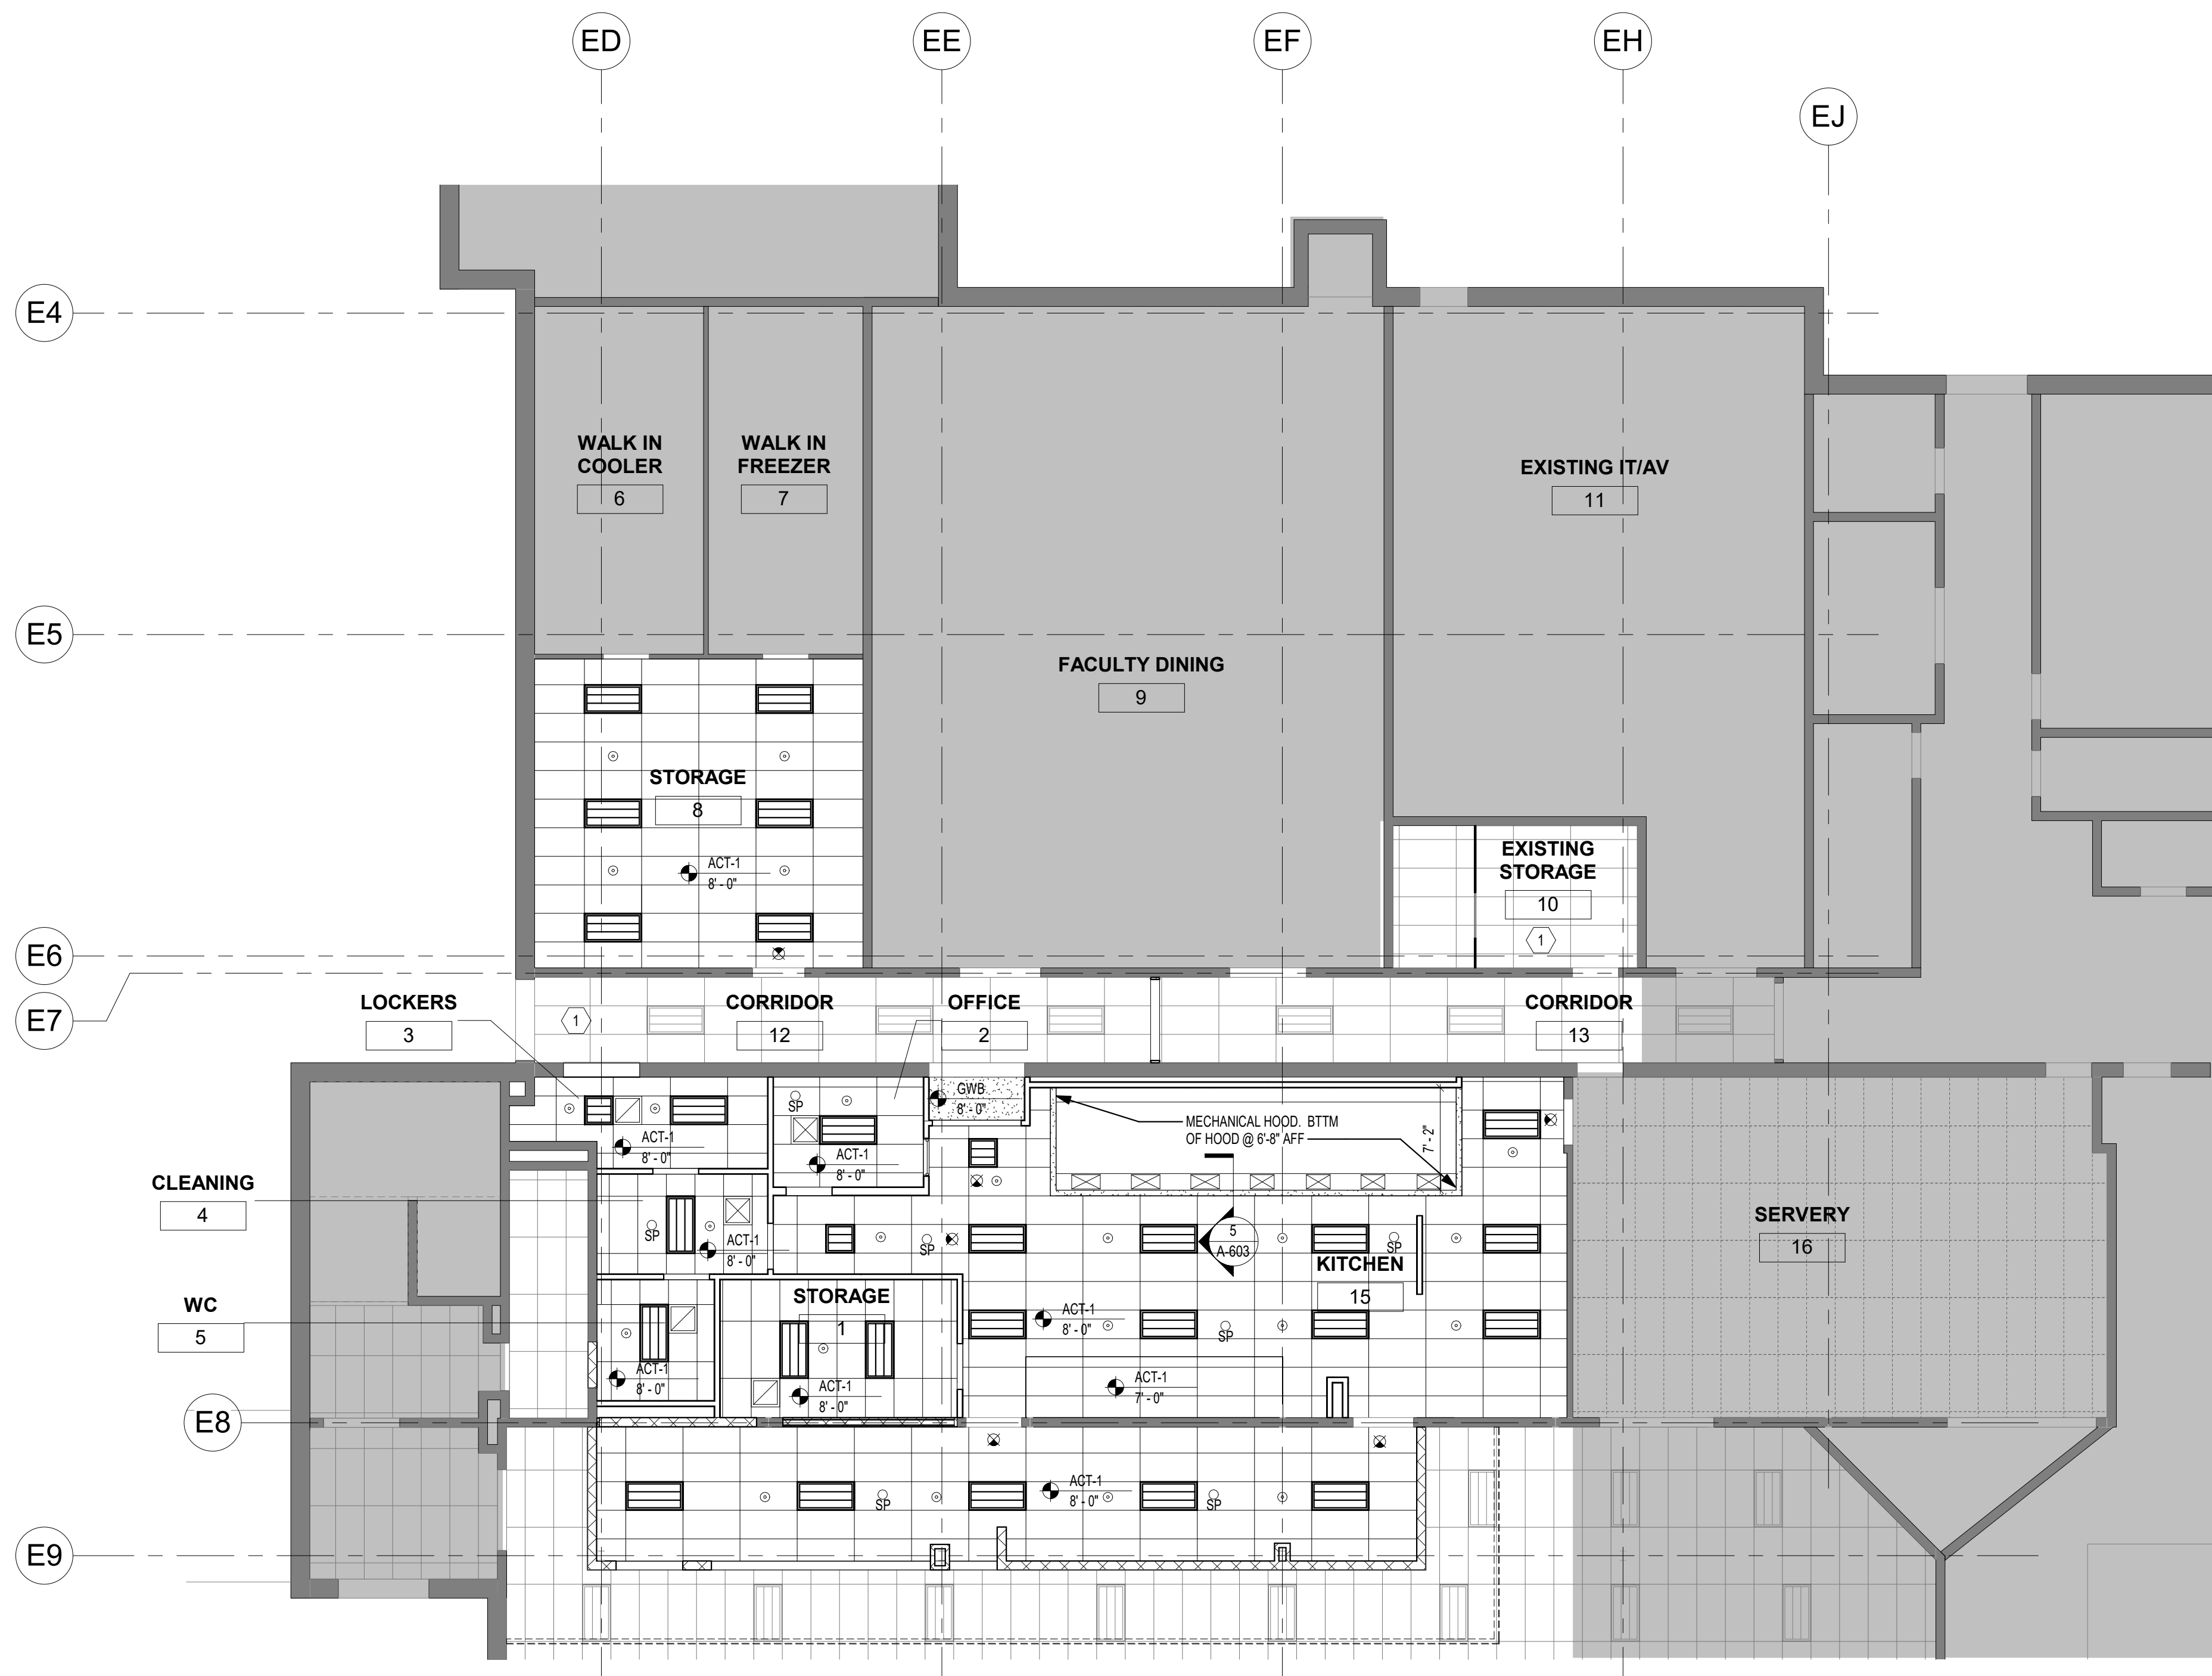 ED
EE
EF
EH
EJ
E4
WALK IN
COOLER
6
WALK IN
FREEZER
7
EXISTING IT/AV
11
E5
FACULTY DINING
9
STORAGE
8
ACT-1
8' - 0"
EXISTING
STORAGE
10
1
E6
E7
LOCKERS
3
1
CORRIDOR
12
OFFICE
2
CORRIDOR
13
SP
GWB
8' - 0"
MECHANICAL HOOD. BTTM
OF HOOD @ 6'-8" AFF
7' - 2"
ACT-1
8' - 0"
ACT-1
8' - 0"
CLEANING
4
SP
ACT-1
8' - 0"
SP
5
A-603
SP
KITCHEN
15
SERVERY
16
WC
5
STORAGE
1
ACT-1
8' - 0"
SP
ACT-1
8' - 0"
ACT-1
8' - 0"
ACT-1
7' - 0"
E8
ACT-1
8' - 0"
SP
SP
E9